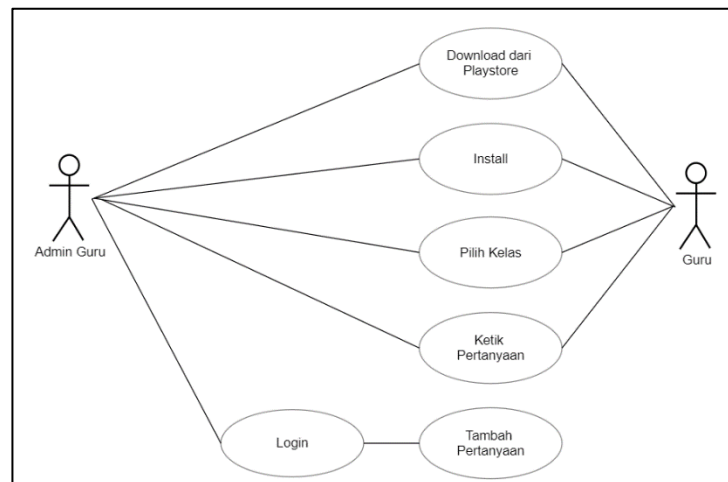 Download dari
Playstore
Install
Admin Guru
Guru
Pilih Kelas
Ketik
Pertanyaan
Login
Tambah
Pertanyaan